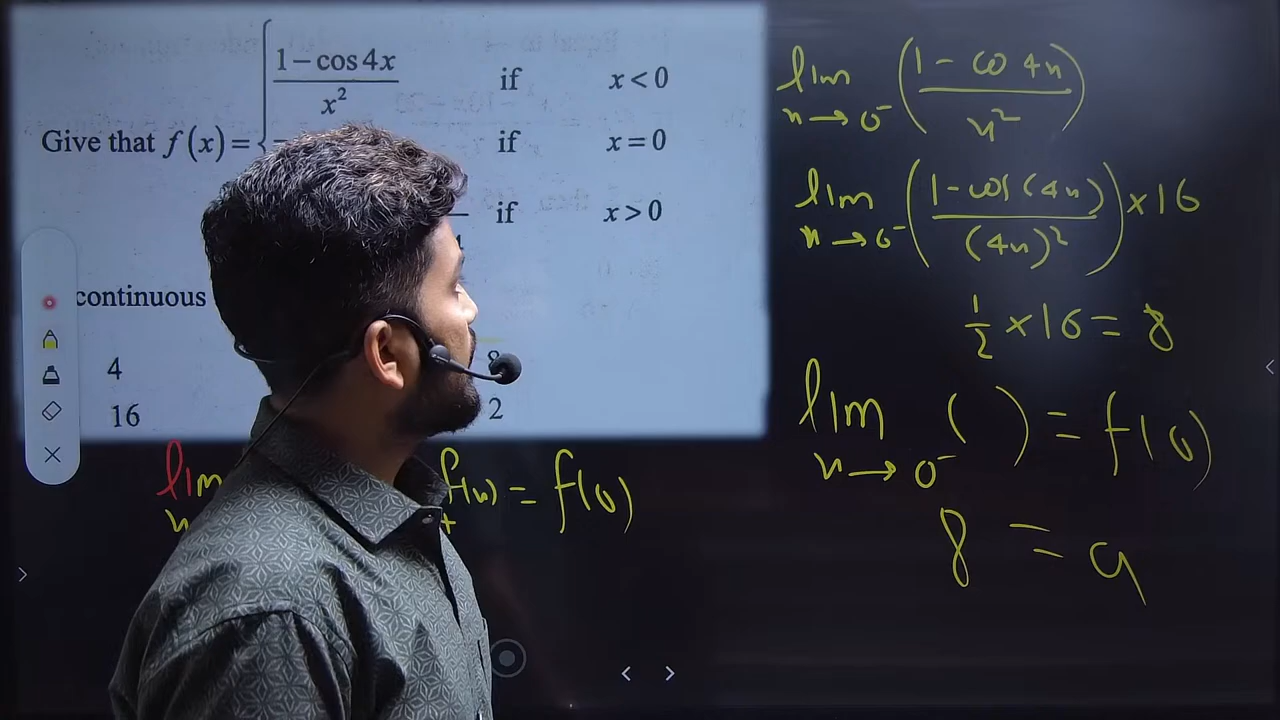 1 − cos 4x
x² if x < 0
Give that f(x) = if x = 0
if x > 0
continuous
4 8
16 2
lim f(x) = f(0)
lim (1 − cos 4x / x²)
x → 0⁻
lim (1 − cos(4x) / (4x)²) × 16
x → 0⁻
1/2 × 16 = 8
lim ( ) = f(0)
x → 0⁻
8 = a